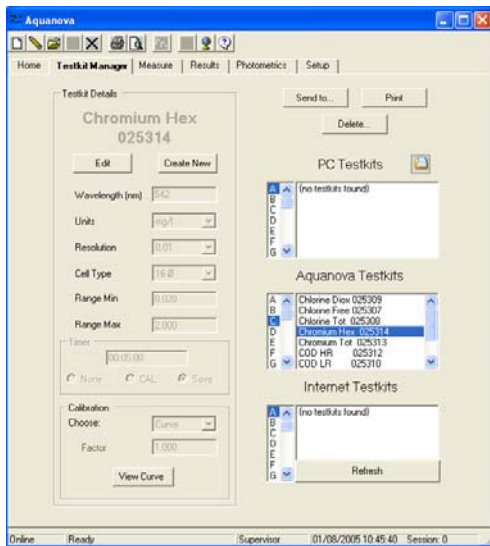 Aquanova
Home Testkit Manager Measure Results Photometrics Setup
Testkit Details
Chromium Hex
025314
Edit Create New
Wavelength (nm) 542
Units mg/l
Resolution 0.01
Cell Type 16 Ø
Range Min 0.020
Range Max 2.000
Timer
00:05:00
None CAL Save
Calibration
Choose: Curve
Factor 1.000
View Curve
Send to... Print
Delete...
PC Testkits
A
B
C
D
E
F
G
(no testkits found)
Aquanova Testkits
A
B
C
D
E
F
G
Chlorine Diox 025309
Chlorine Free 025307
Chlorine Tot 025308
Chromium Hex 025314
Chromium Tot 025313
COD HR 025312
COD LR 025310
Internet Testkits
A
B
C
D
E
F
G
(no testkits found)
Refresh
Online Ready Supervisor 01/08/2005 10:45:40 Session: 0